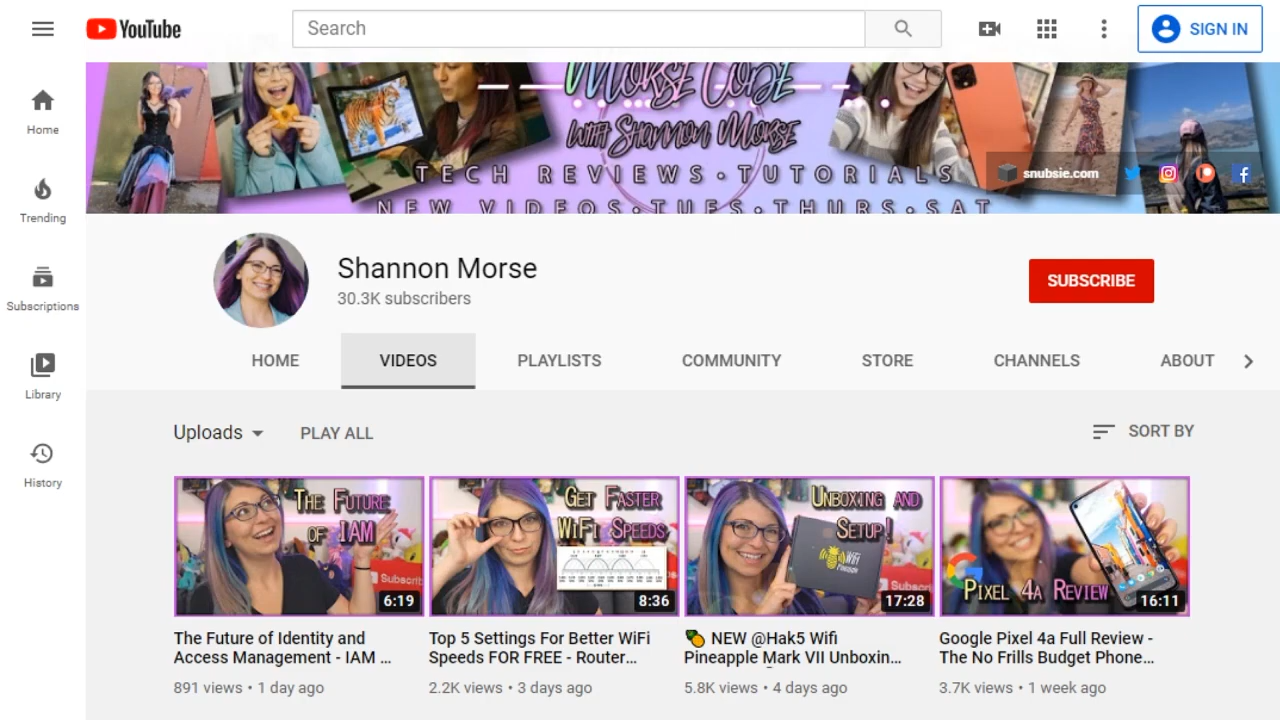 YouTube
Search
SIGN IN
Home
Trending
Subscriptions
Library
History
MORSE CODE
WITH SHANNON MORSE
TECH REVIEWS • TUTORIALS
NEW VIDEOS • TUES • THURS • SAT
snubsie.com
Shannon Morse
30.3K subscribers
SUBSCRIBE
HOME
VIDEOS
PLAYLISTS
COMMUNITY
STORE
CHANNELS
ABOUT
Uploads
PLAY ALL
SORT BY
THE FUTURE
OF IAM
Subscrib
6:19
GET FASTER
WIFI SPEEDS
8:36
UNBOXING AND
SETUP!
WiFi
Pineapple
Subscri
17:28
PIXEL 4A REVIEW
16:11
The Future of Identity and
Access Management - IAM ...
891 views • 1 day ago
Top 5 Settings For Better WiFi
Speeds FOR FREE - Router...
2.2K views • 3 days ago
🍍 NEW @Hak5 Wifi
Pineapple Mark VII Unboxin...
5.8K views • 4 days ago
Google Pixel 4a Full Review -
The No Frills Budget Phone...
3.7K views • 1 week ago